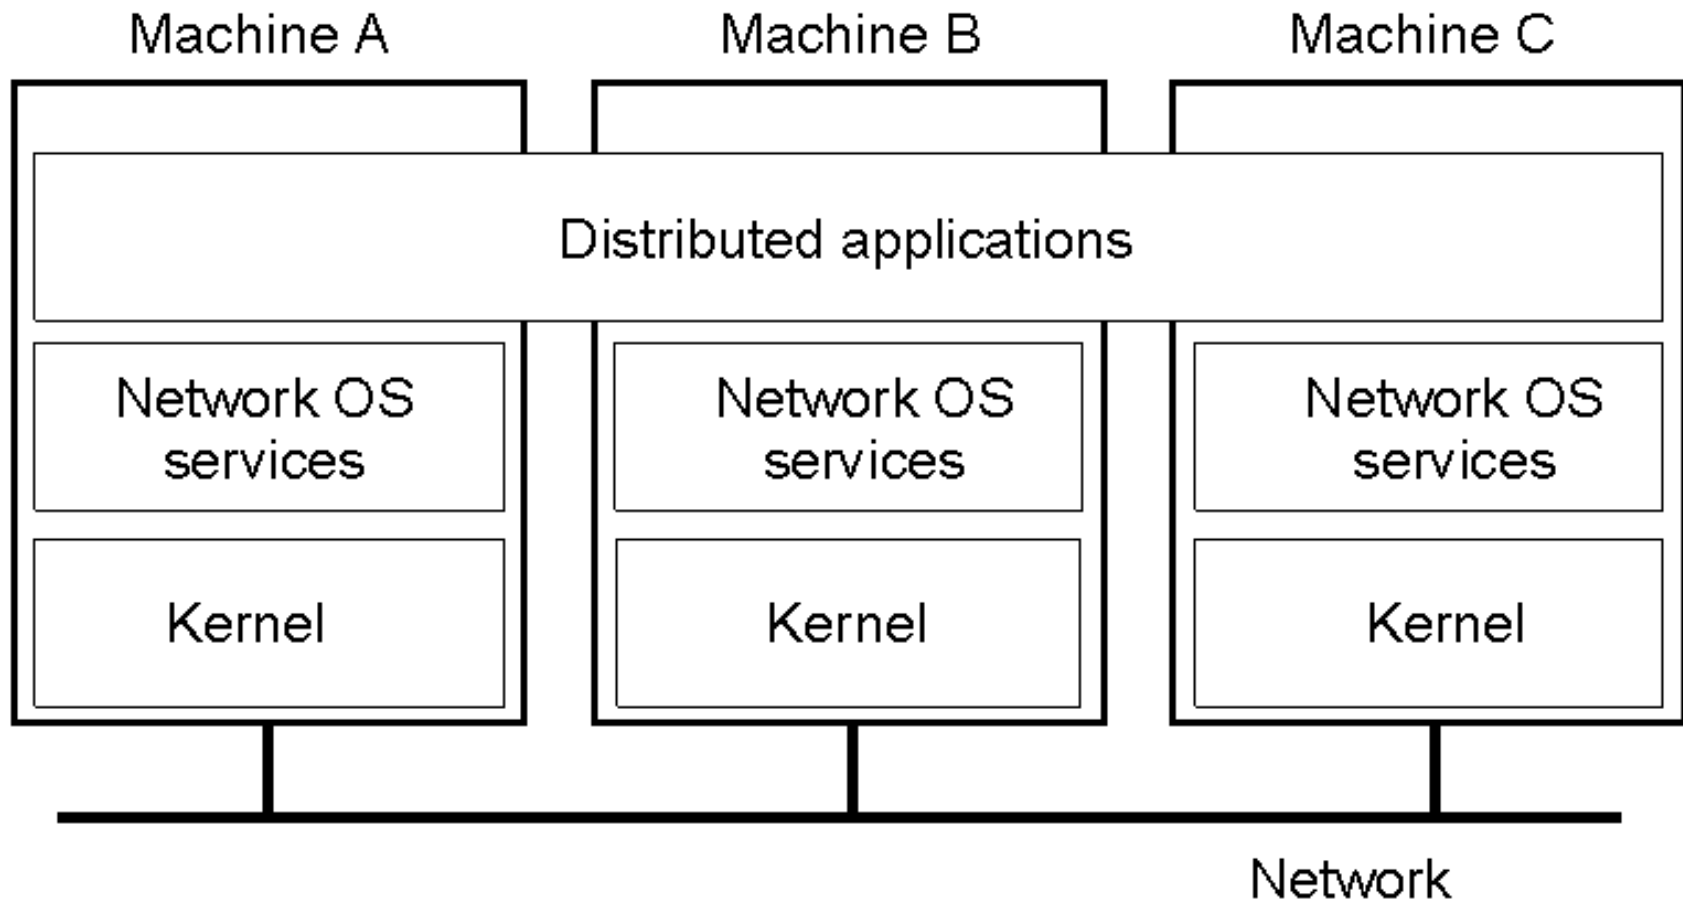 Machine A
Machine B
Machine C
Distributed applications
Network OS
services
Network OS
services
Network OS
services
Kernel
Kernel
Kernel
Network